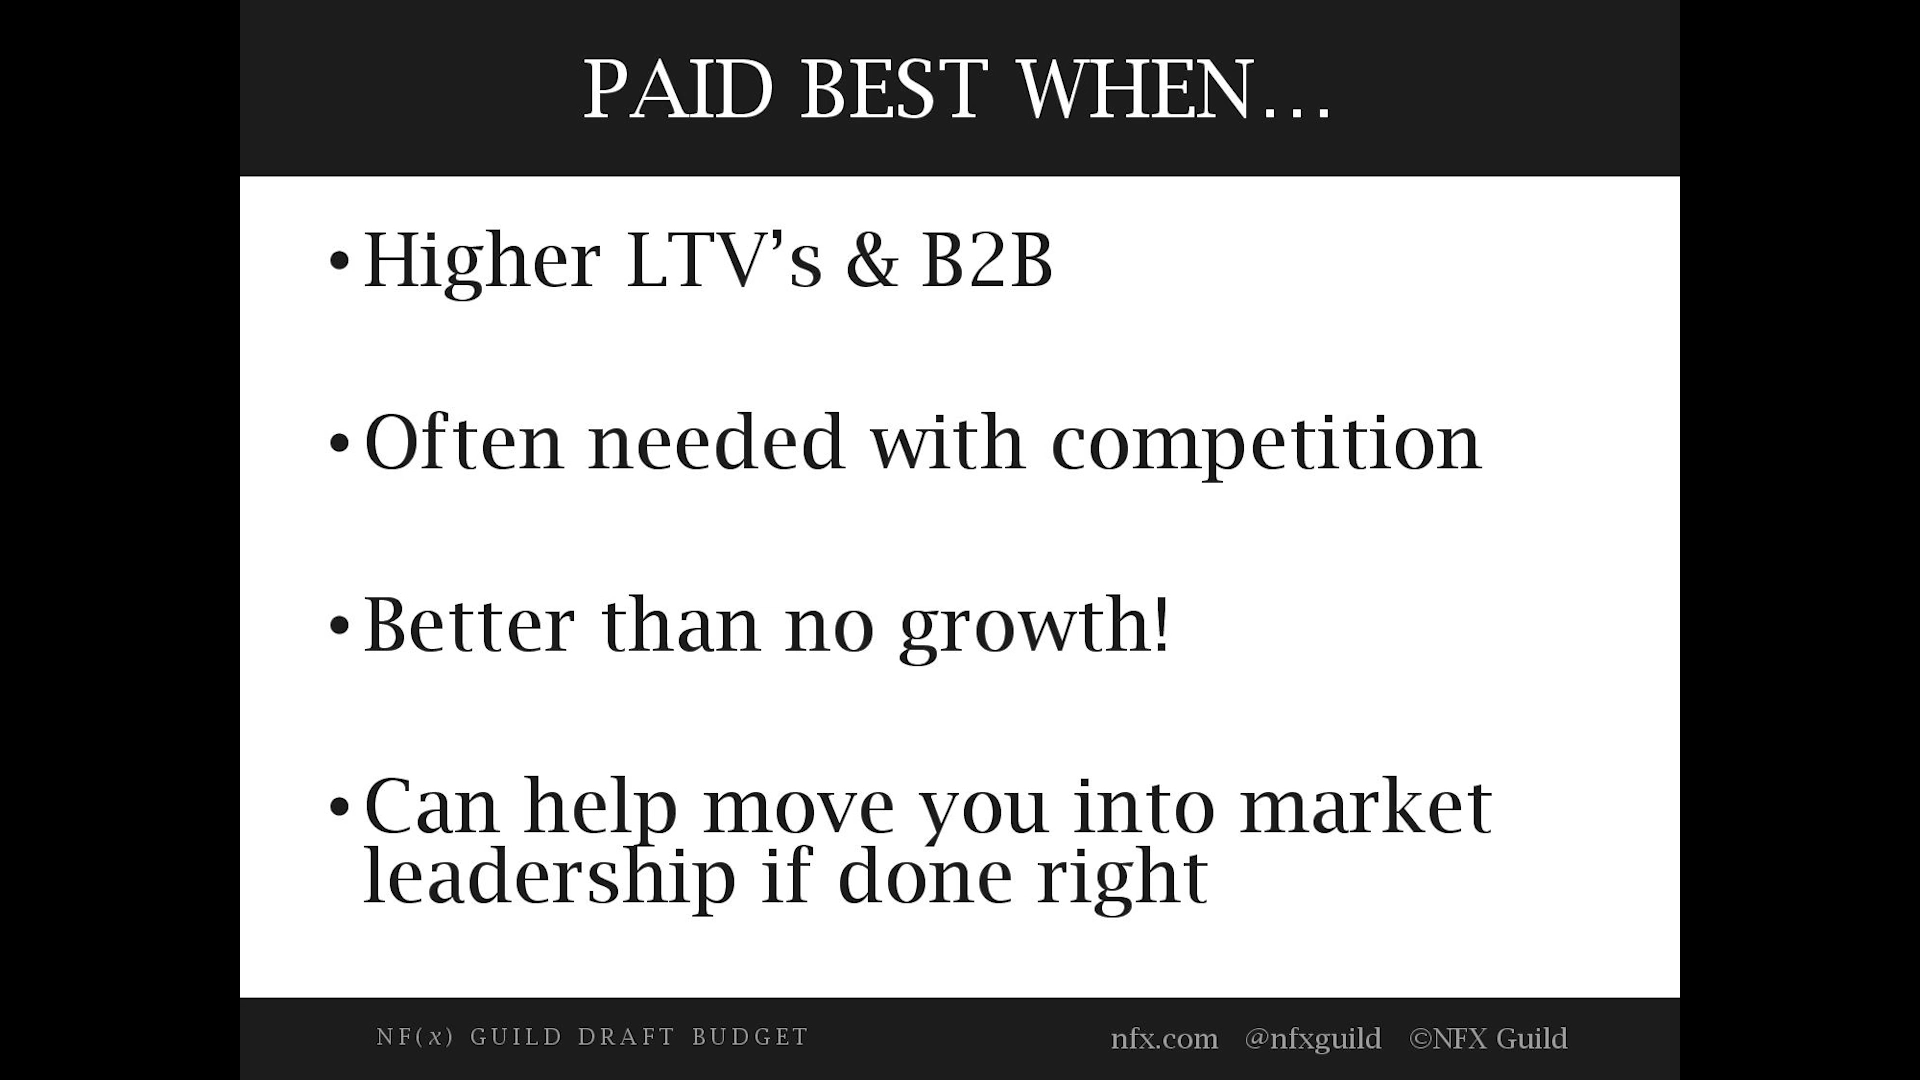 PAID BEST WHEN…
• Higher LTV’s & B2B
• Often needed with competition
• Better than no growth!
• Can help move you into market
leadership if done right
NF(x) GUILD DRAFT BUDGET
nfx.com @nfxguild ©NFX Guild